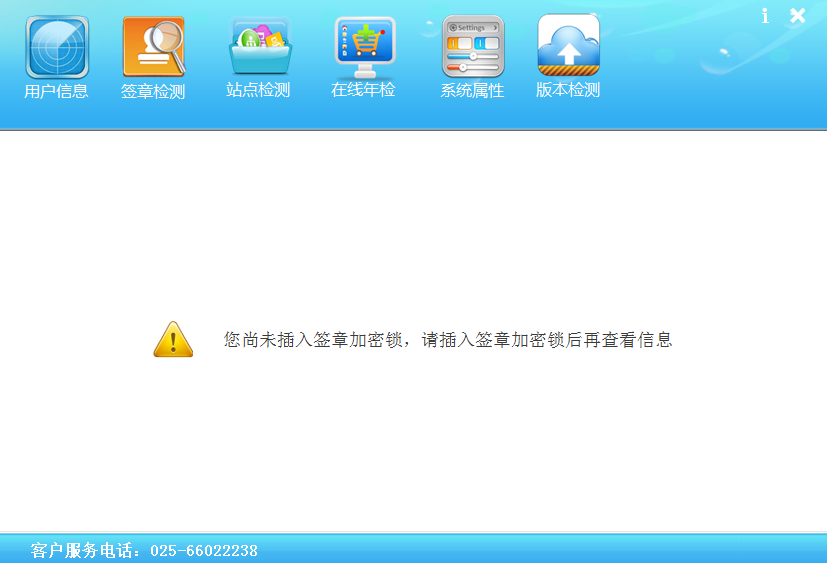 i
Settings
用户信息
签章检测
站点检测
在线年检
系统属性
版本检测
您尚未插入签章加密锁，请插入签章加密锁后再查看信息
客户服务电话：025-66022238